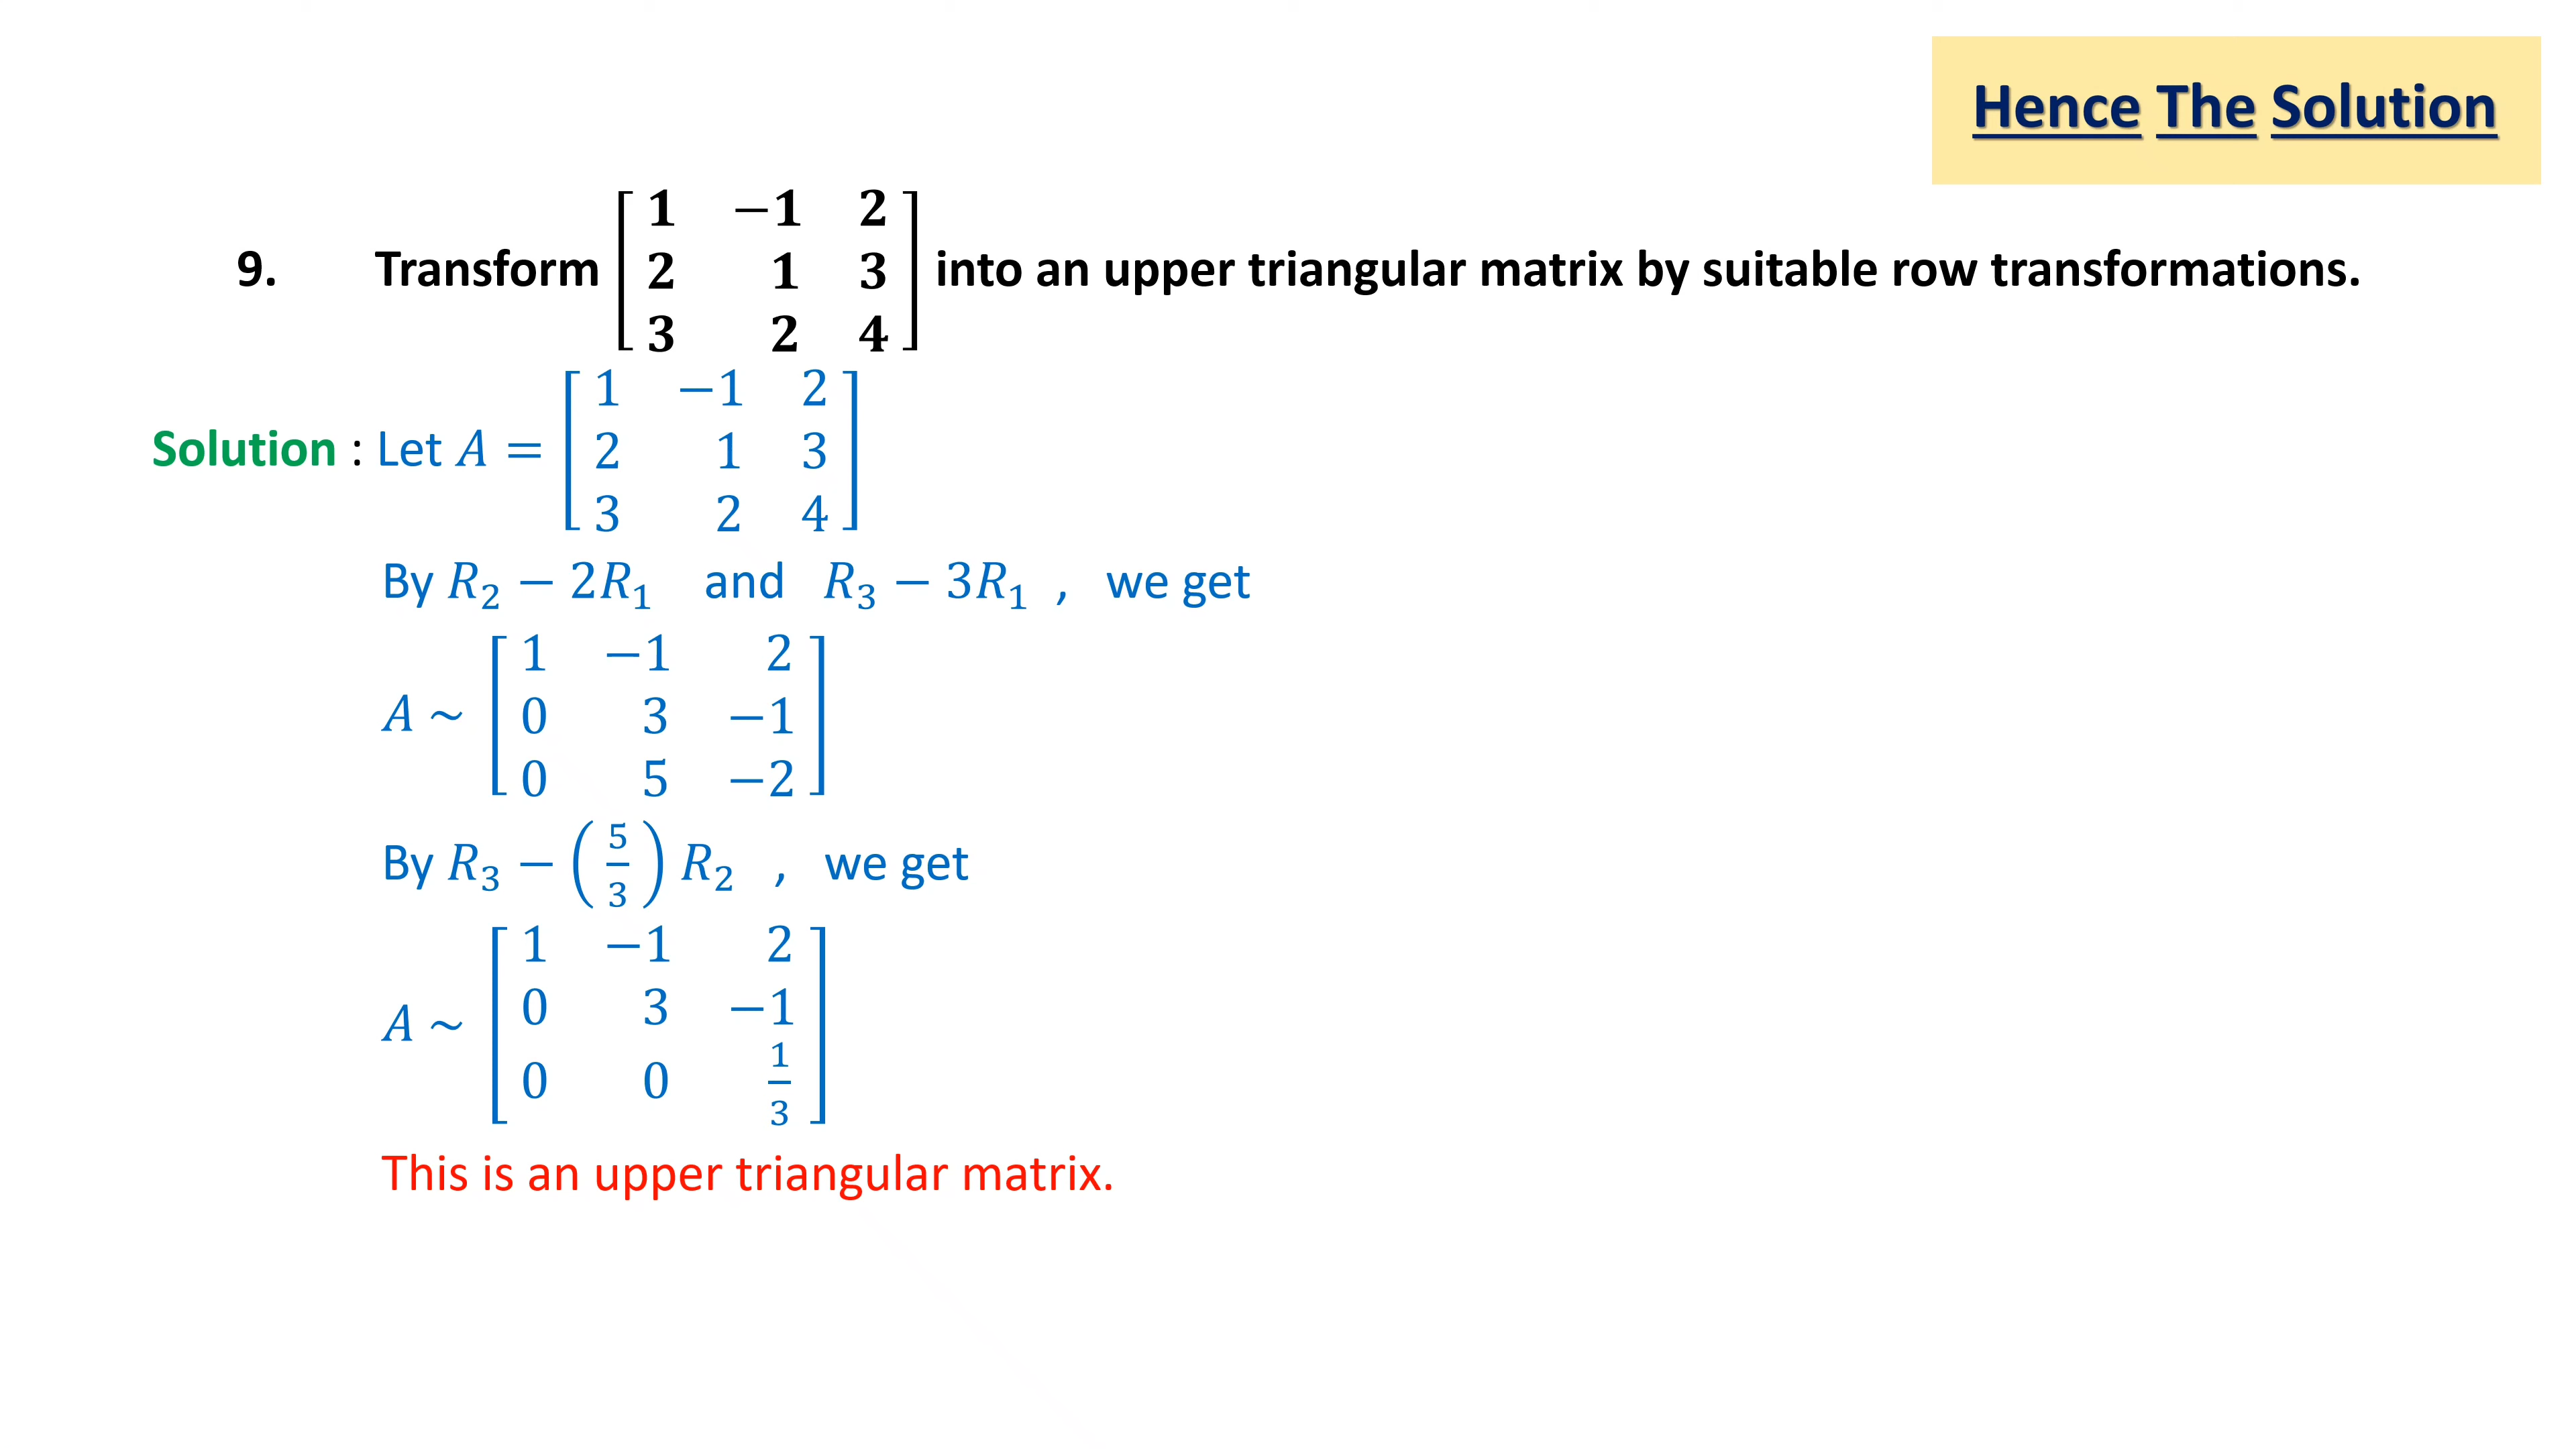 Hence The Solution
1 −1 2
9. Transform 2 1 3 into an upper triangular matrix by suitable row transformations.
3 2 4
1 −1 2
Solution : Let A = 2 1 3
3 2 4
By R₂ − 2R₁ and R₃ − 3R₁ , we get
1 −1 2
A ~ 0 3 −1
0 5 −2
By R₃ − (5/3) R₂ , we get
1 −1 2
A ~ 0 3 −1
0 0 1/3
This is an upper triangular matrix.